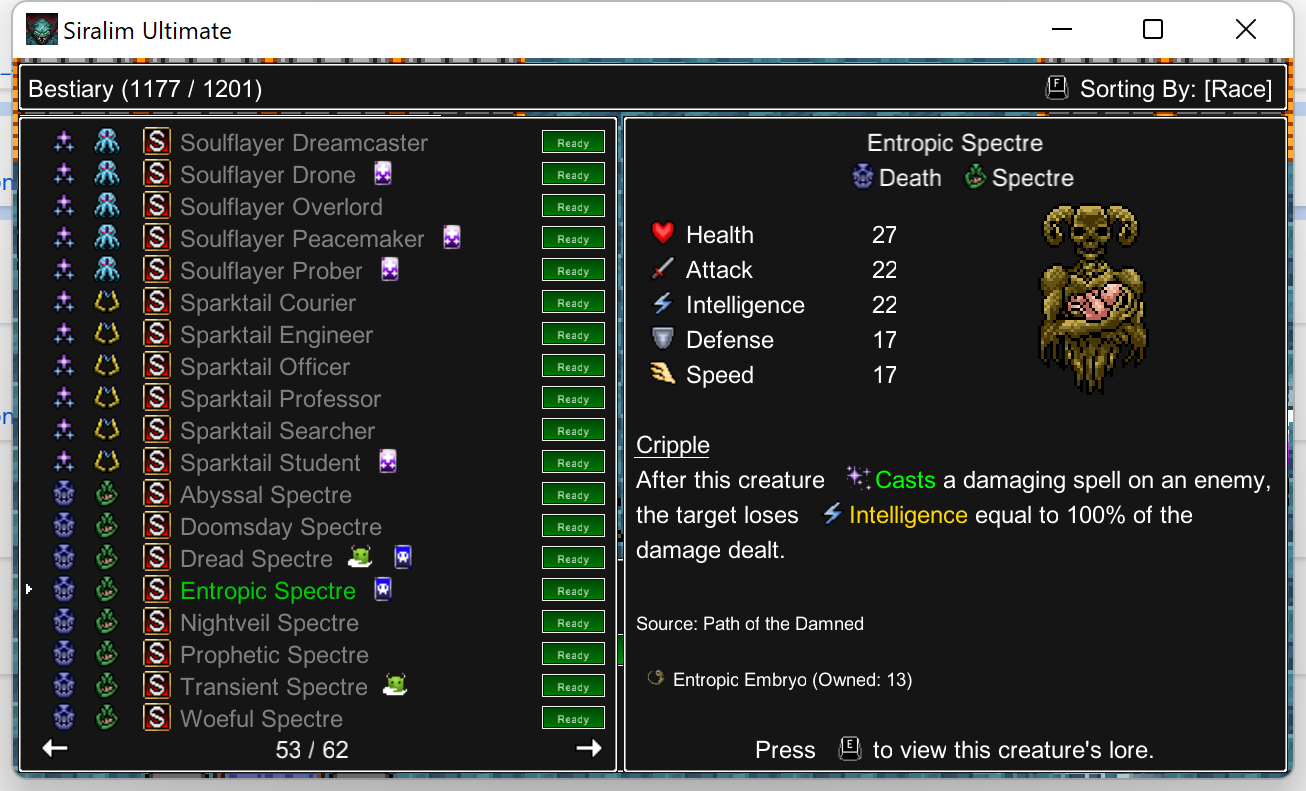 Siralim Ultimate
Bestiary (1177 / 1201)
F Sorting By: [Race]
S Soulflayer Dreamcaster Ready
S Soulflayer Drone Ready
S Soulflayer Overlord Ready
S Soulflayer Peacemaker Ready
S Soulflayer Prober Ready
S Sparktail Courier Ready
S Sparktail Engineer Ready
S Sparktail Officer Ready
S Sparktail Professor Ready
S Sparktail Searcher Ready
S Sparktail Student Ready
S Abyssal Spectre Ready
S Doomsday Spectre Ready
S Dread Spectre Ready
S Entropic Spectre Ready
S Nightveil Spectre Ready
S Prophetic Spectre Ready
S Transient Spectre Ready
S Woeful Spectre Ready
53 / 62
Entropic Spectre
Death Spectre
Health 27
Attack 22
Intelligence 22
Defense 17
Speed 17
Cripple
After this creature Casts a damaging spell on an enemy,
the target loses Intelligence equal to 100% of the
damage dealt.
Source: Path of the Damned
Entropic Embryo (Owned: 13)
Press E to view this creature's lore.